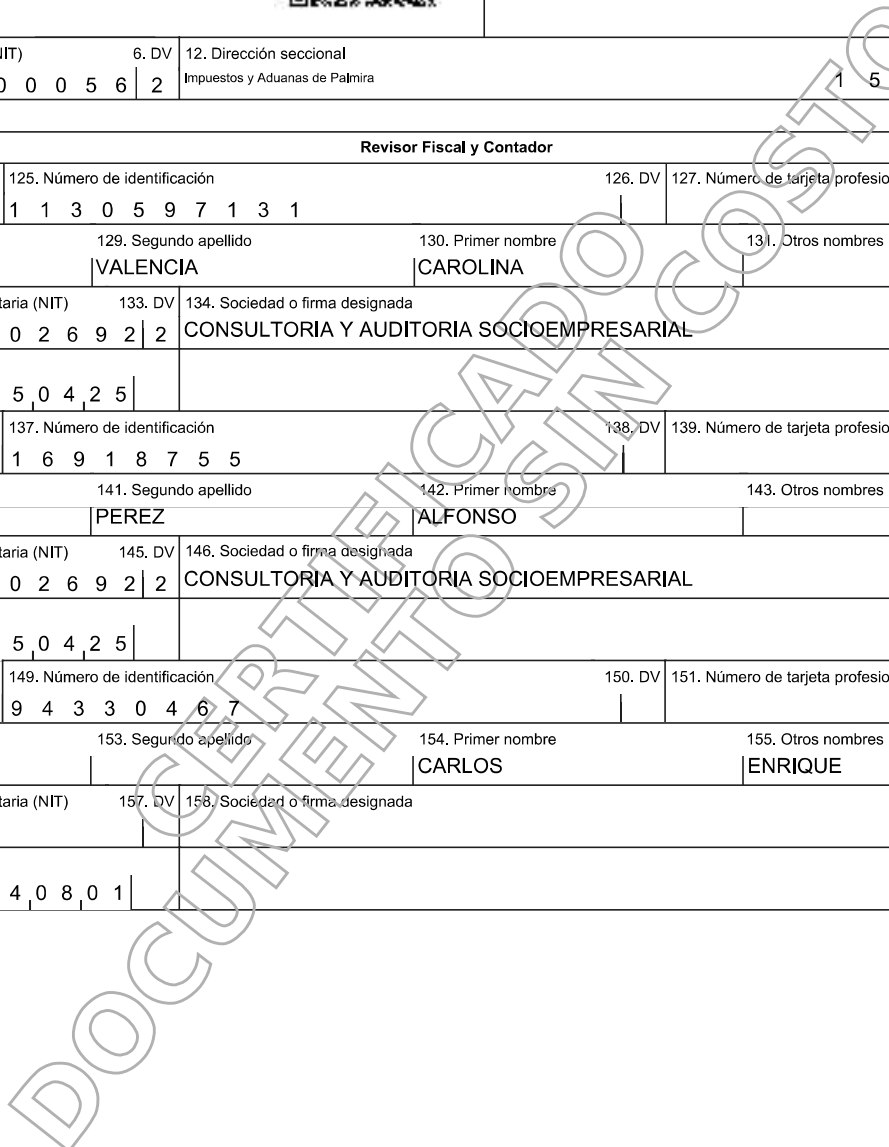 IIT) 6. DV 12. Dirección seccional
0 0 0 5 6 2 Impuestos y Aduanas de Palmira 1 5
Revisor Fiscal y Contador
125. Número de identificación 126. DV 127. Número de tarjeta profesio
1 1 3 0 5 9 7 1 3 1
129. Segundo apellido 130. Primer nombre 131. Otros nombres
VALENCIA CAROLINA
taria (NIT) 133. DV 134. Sociedad o firma designada
0 2 6 9 2 2 CONSULTORIA Y AUDITORIA SOCIOEMPRESARIAL
5 0 4 2 5
137. Número de identificación 138. DV 139. Número de tarjeta profesio
1 6 9 1 8 7 5 5
141. Segundo apellido 142. Primer nombre 143. Otros nombres
PEREZ ALFONSO
taria (NIT) 145. DV 146. Sociedad o firma designada
0 2 6 9 2 2 CONSULTORIA Y AUDITORIA SOCIOEMPRESARIAL
5 0 4 2 5
149. Número de identificación 150. DV 151. Número de tarjeta profesio
9 4 3 3 0 4 6 7
153. Segundo apellido 154. Primer nombre 155. Otros nombres
CARLOS ENRIQUE
taria (NIT) 157. DV 158. Sociedad o firma designada
4 0 8 0 1
CERTIFICADO
DOCUMENTO SIN COSTO